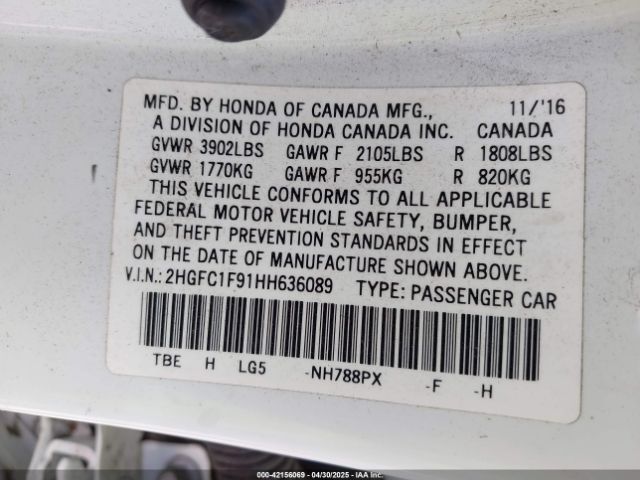 MFD. BY HONDA OF CANADA MFG., 11/'16
A DIVISION OF HONDA CANADA INC. CANADA
GVWR 3902LBS GAWR F 2105LBS R 1808LBS
GVWR 1770KG GAWR F 955KG R 820KG
THIS VEHICLE CONFORMS TO ALL APPLICABLE
FEDERAL MOTOR VEHICLE SAFETY, BUMPER,
AND THEFT PREVENTION STANDARDS IN EFFECT
ON THE DATE OF MANUFACTURE SHOWN ABOVE.
V.I.N.: 2HGFC1F91HH636089 TYPE: PASSENGER CAR
TBE H LG5 -NH788PX -F -H
000-42156069 - 04/30/2025 - IAA Inc.